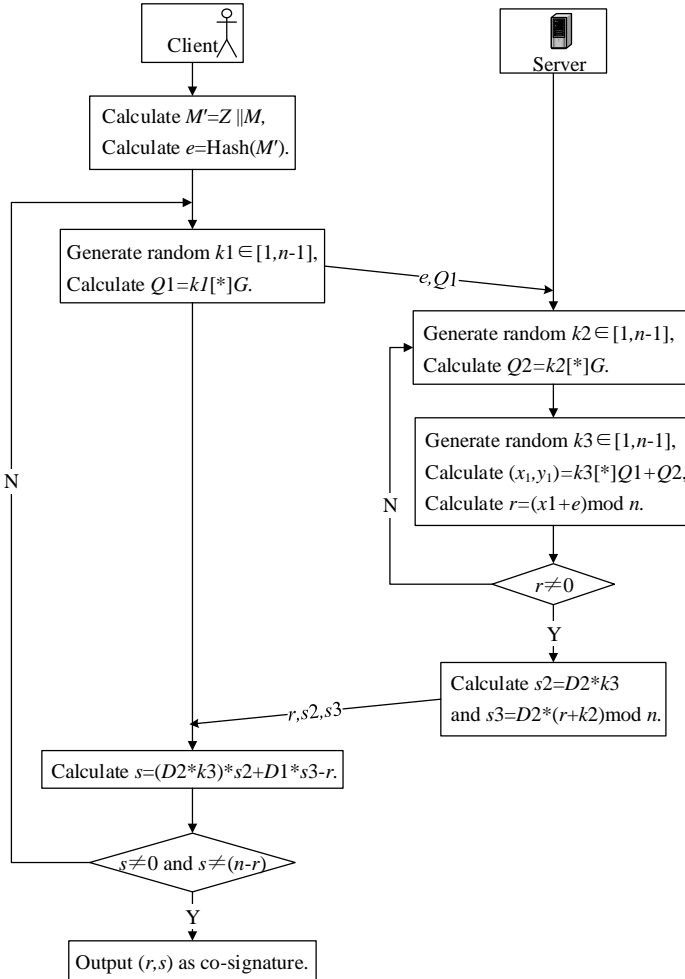 Client
Server
Calculate M′=Z ||M,
Calculate e=Hash(M′).
Generate random k1∈[1,n-1],
Calculate Q1=k1[*]G.
e,Q1
Generate random k2∈[1,n-1],
Calculate Q2=k2[*]G.
Generate random k3∈[1,n-1],
Calculate (x₁,y₁)=k3[*]Q1+Q2,
Calculate r=(x1+e)mod n.
N
N
r≠0
Y
Calculate s2=D2*k3
and s3=D2*(r+k2)mod n.
r,s2,s3
Calculate s=(D2*k3)*s2+D1*s3-r.
s≠0 and s≠(n-r)
Y
Output (r,s) as co-signature.